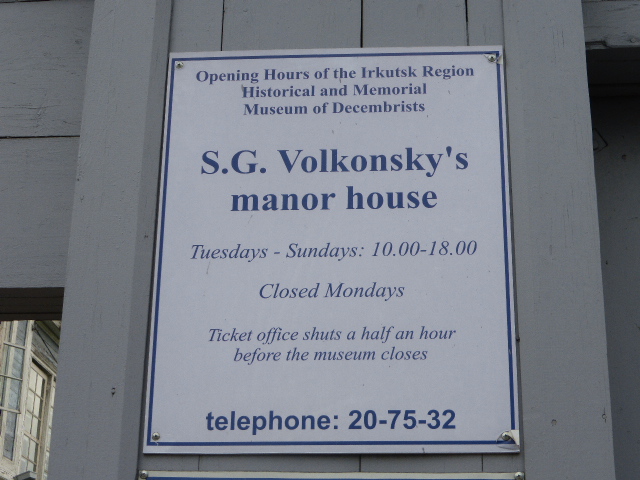 Opening Hours of the Irkutsk Region
Historical and Memorial
Museum of Decembrists
S.G. Volkonsky's
manor house
Tuesdays - Sundays: 10.00-18.00
Closed Mondays
Ticket office shuts a half an hour
before the museum closes
telephone: 20-75-32